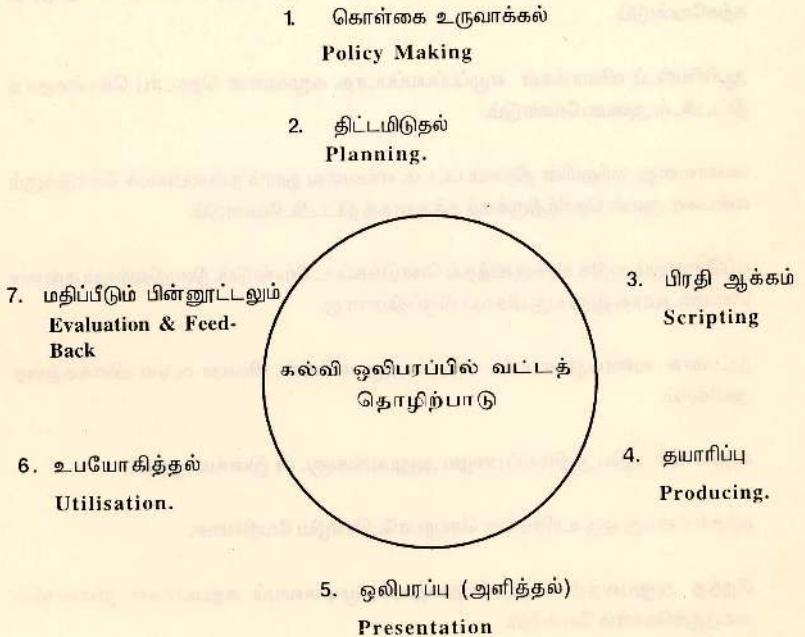 1. கொள்கை உருவாக்கல்
Policy Making
2. திட்டமிடுதல்
Planning.
3. பிரதி ஆக்கம்
Scripting
4. தயாரிப்பு
Producing.
5. ஒலிபரப்பு (அளித்தல்)
Presentation
6. உபயோகித்தல்
Utilisation.
7. மதிப்பீடும் பின்னூட்டலும்
Evaluation & Feed-
Back
கல்வி ஒலிபரப்பில் வட்டத்
தொழிற்பாடு